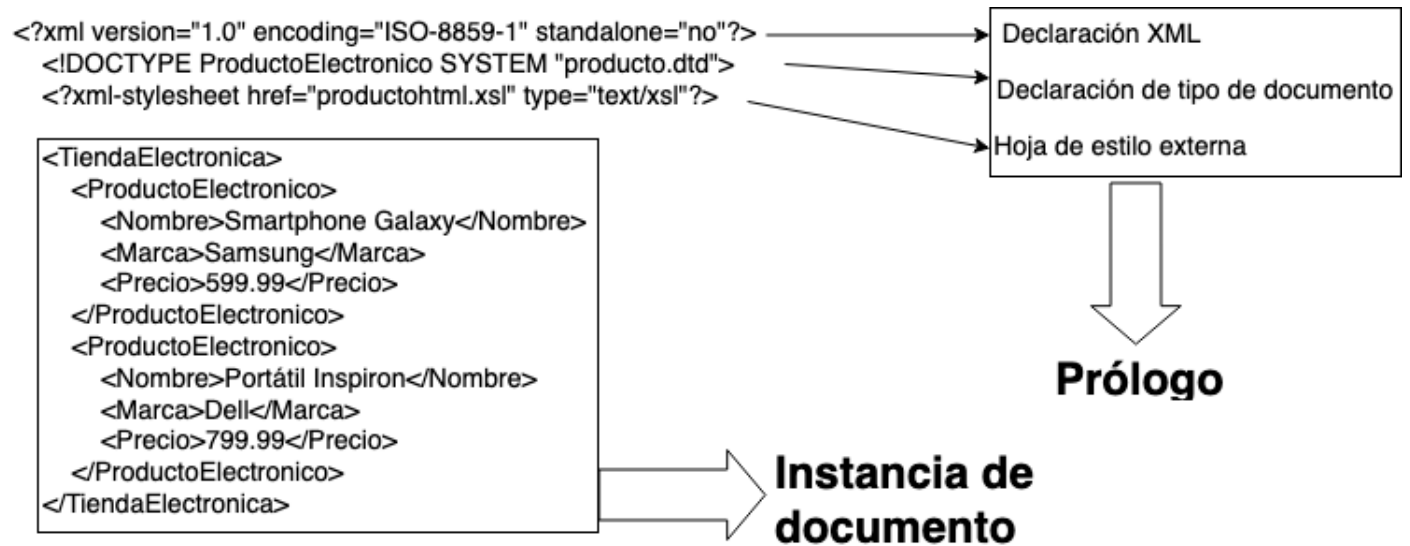 <?xml version="1.0" encoding="ISO-8859-1" standalone="no"?>
<!DOCTYPE ProductoElectronico SYSTEM "producto.dtd">
<?xml-stylesheet href="productohtml.xsl" type="text/xsl"?>
Declaración XML
Declaración de tipo de documento
Hoja de estilo externa
Prólogo
<TiendaElectronica>
<ProductoElectronico>
<Nombre>Smartphone Galaxy</Nombre>
<Marca>Samsung</Marca>
<Precio>599.99</Precio>
</ProductoElectronico>
<ProductoElectronico>
<Nombre>Portátil Inspiron</Nombre>
<Marca>Dell</Marca>
<Precio>799.99</Precio>
</ProductoElectronico>
</TiendaElectronica>
Instancia de
documento